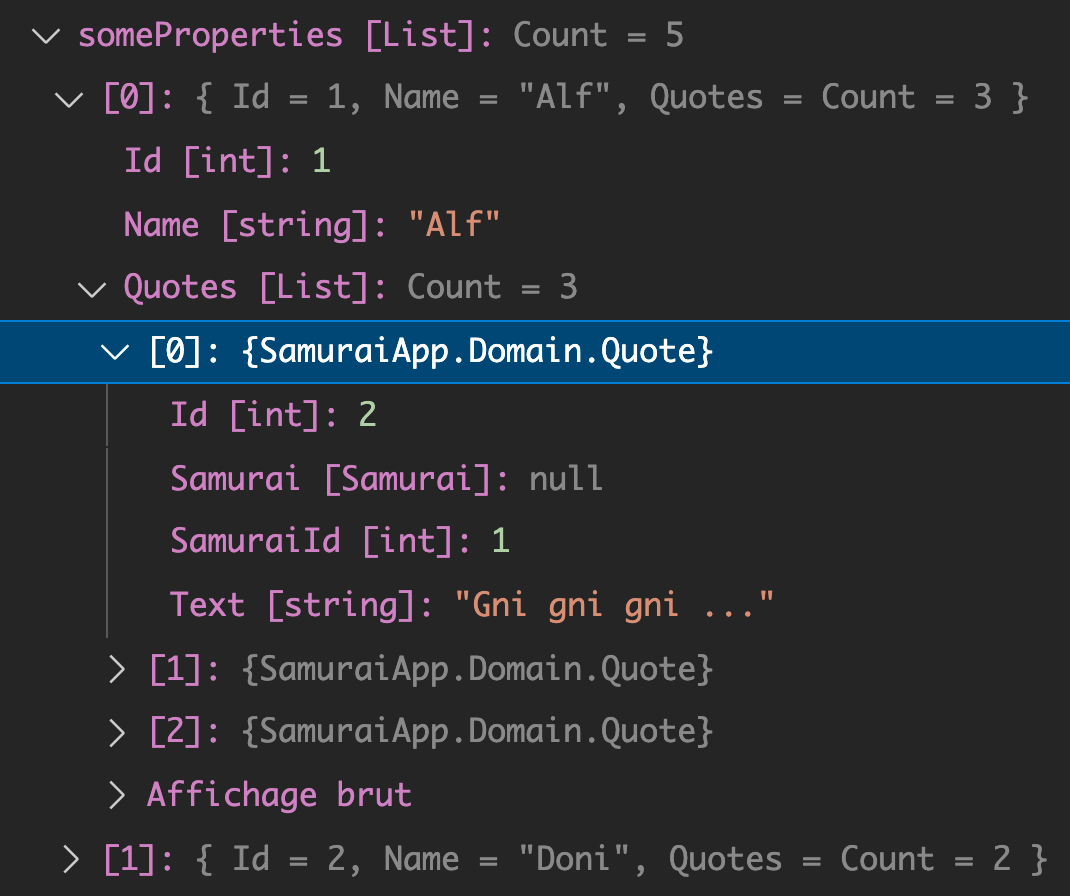 someProperties [List]: Count = 5
[0]: { Id = 1, Name = "Alf", Quotes = Count = 3 }
Id [int]: 1
Name [string]: "Alf"
Quotes [List]: Count = 3
[0]: {SamuraiApp.Domain.Quote}
Id [int]: 2
Samurai [Samurai]: null
SamuraiId [int]: 1
Text [string]: "Gni gni gni ..."
[1]: {SamuraiApp.Domain.Quote}
[2]: {SamuraiApp.Domain.Quote}
Affichage brut
[1]: { Id = 2, Name = "Doni", Quotes = Count = 2 }